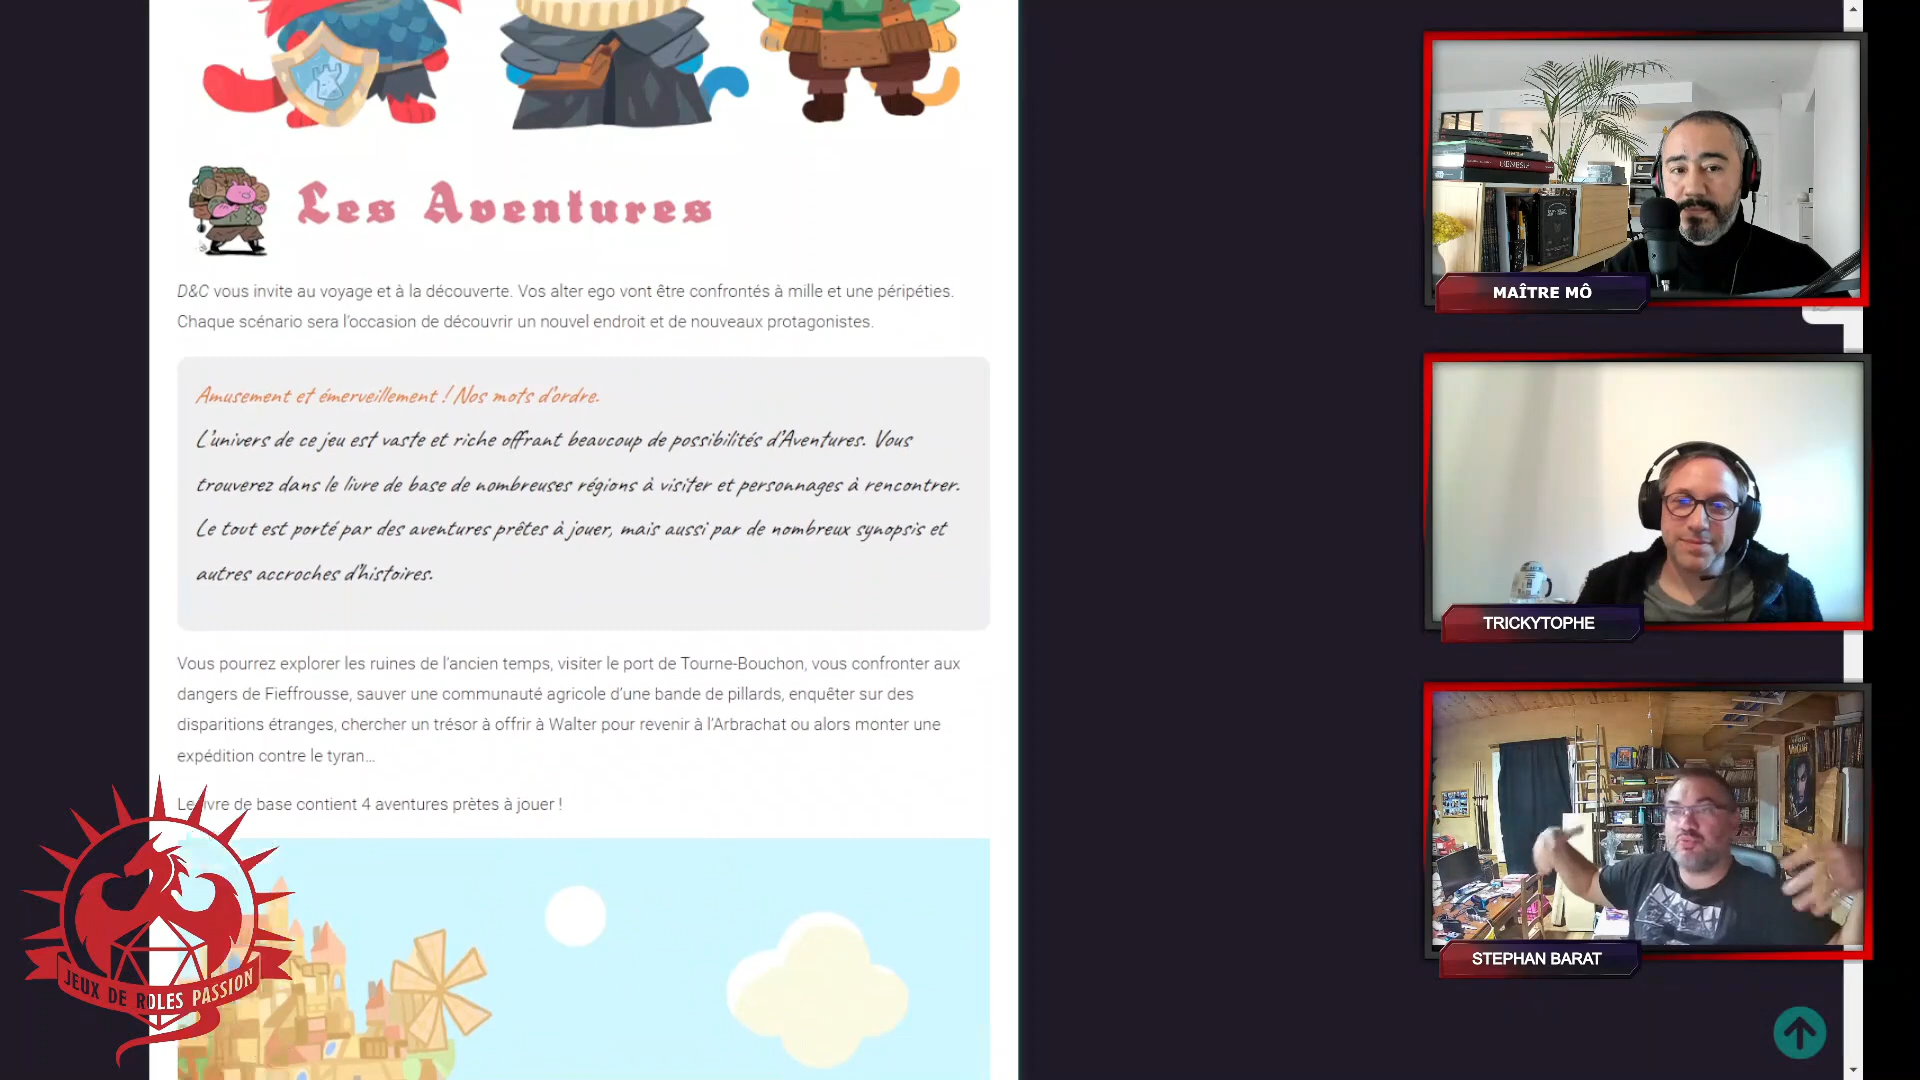 Les Aventures
D&C vous invite au voyage et à la découverte. Vos alter ego vont être confrontés à mille et une péripéties.
Chaque scénario sera l'occasion de découvrir un nouvel endroit et de nouveaux protagonistes.
Amusement et émerveillement ! Nos mots d'ordre.
L'univers de ce jeu est vaste et riche offrant beaucoup de possibilités d'Aventures. Vous
trouverez dans le livre de base de nombreuses régions à visiter et personnages à rencontrer.
Le tout est porté par des aventures prêtes à jouer, mais aussi par de nombreux synopsis et
autres accroches d'histoires.
Vous pourrez explorer les ruines de l'ancien temps, visiter le port de Tourne-Bouchon, vous confronter aux
dangers de Fieffrousse, sauver une communauté agricole d'une bande de pillards, enquêter sur des
disparitions étranges, chercher un trésor à offrir à Walter pour revenir à l'Arbrachat ou alors monter une
expédition contre le tyran...
Le livre de base contient 4 aventures prètes à jouer !
JEUX DE ROLES PASSION
GENESIS
MAÎTRE MÔ
TRICKYTOPHE
STEPHAN BARAT